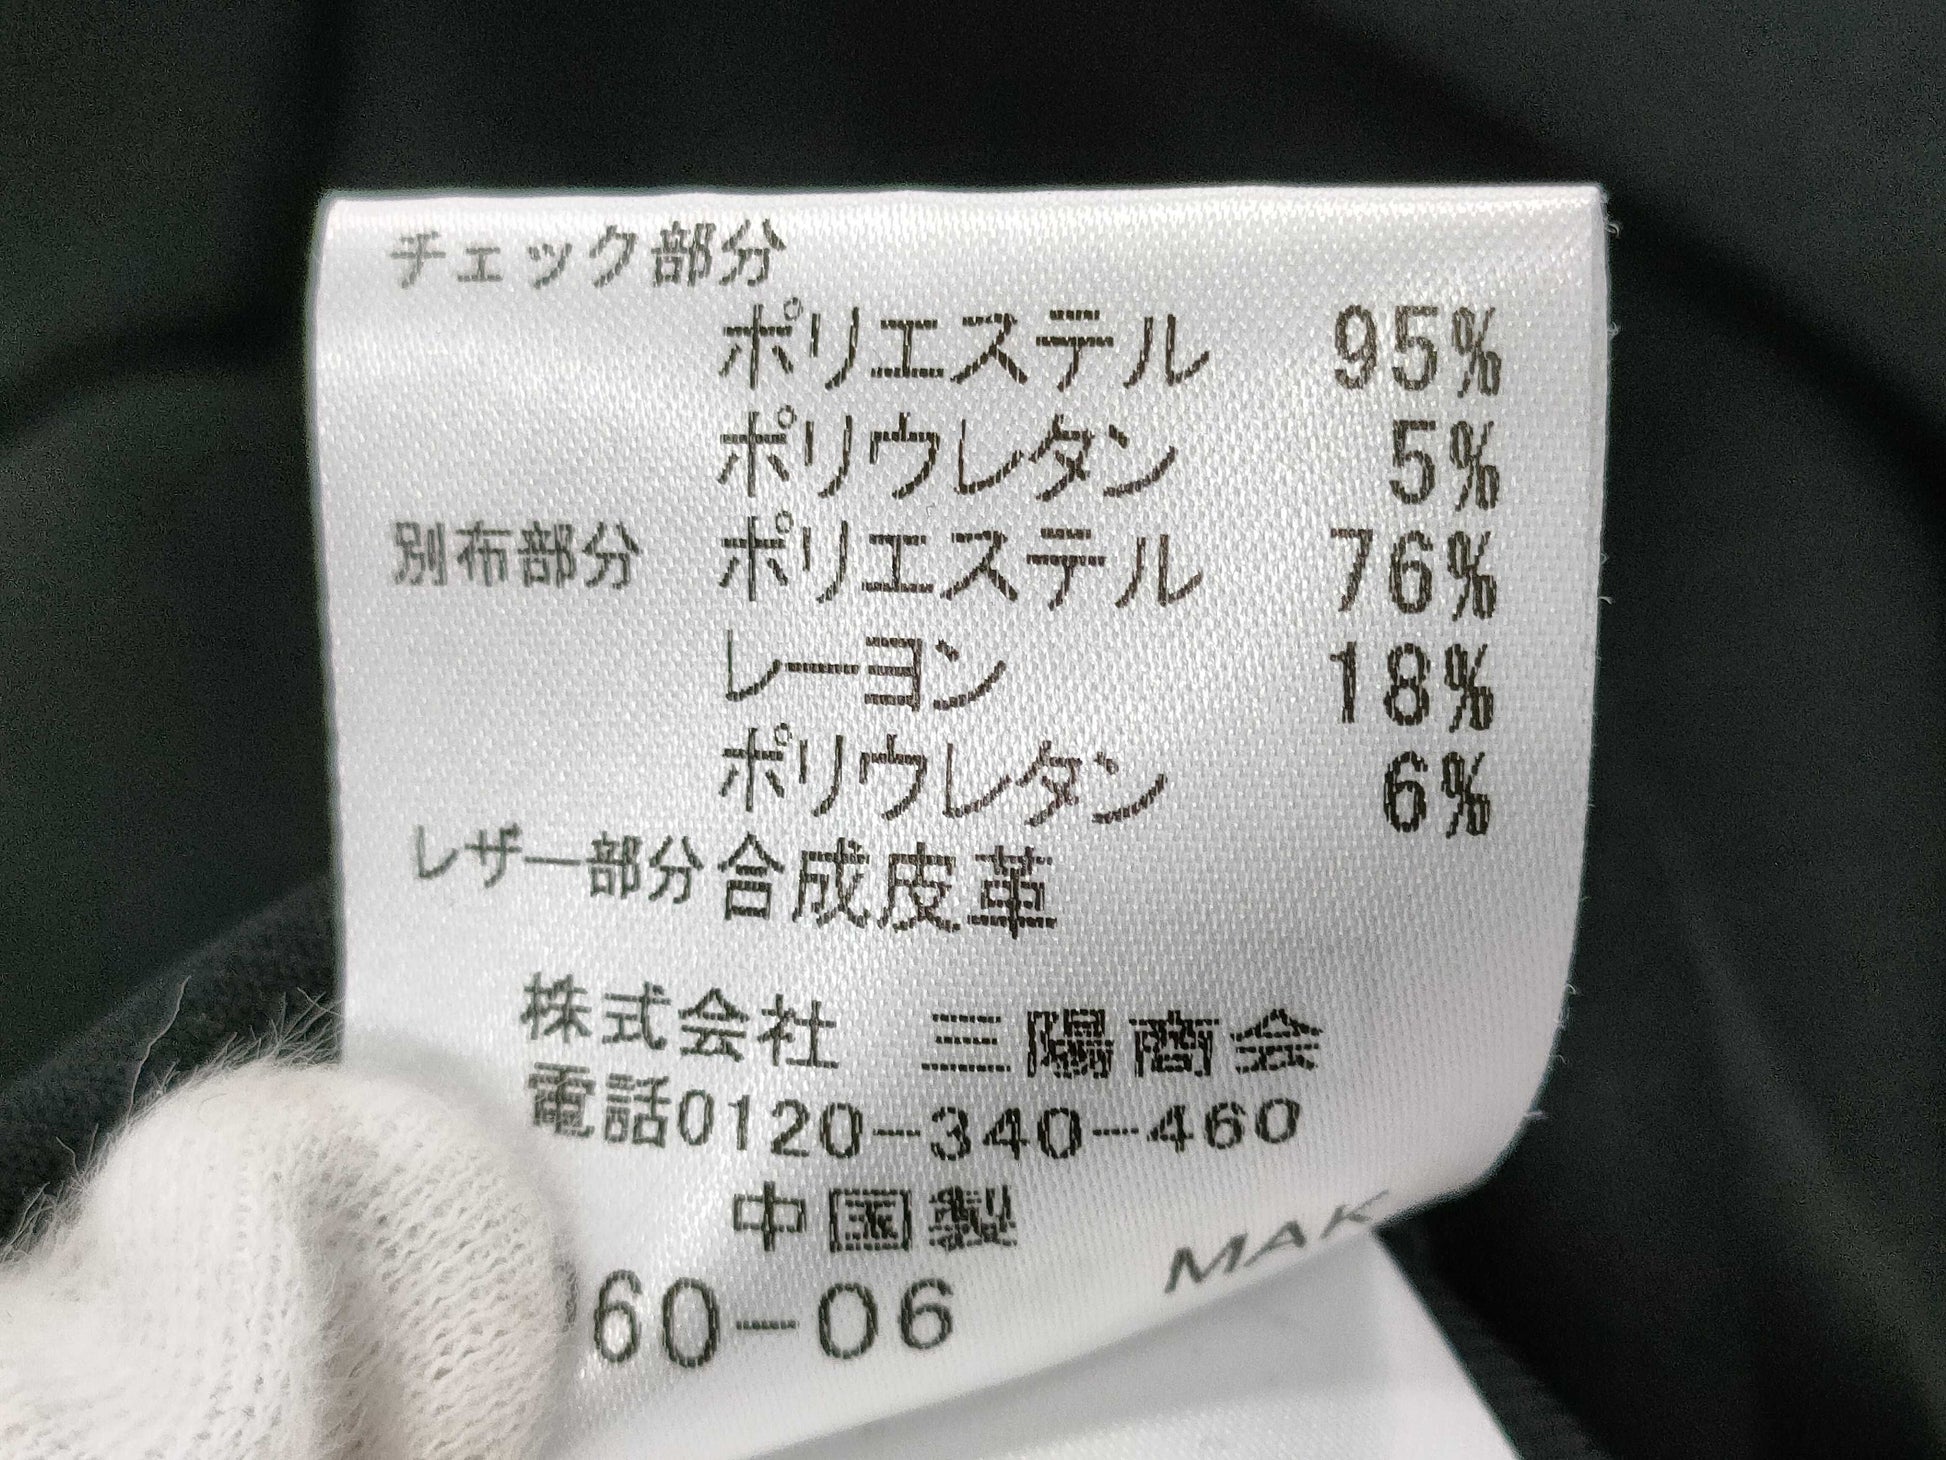 チェック部分
ポリエステル 95%
ポリウレタン 5%
別布部分 ポリエステル 76%
レーヨン 18%
ポリウレタン 6%
レザー部分 合成皮革
株式会社 三陽商会
電話0120-340-460
中国製
60-06
MAK